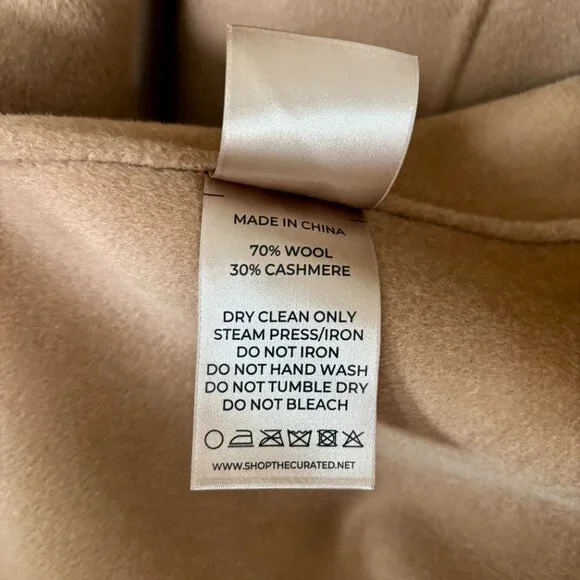 MADE IN CHINA
70% WOOL
30% CASHMERE
DRY CLEAN ONLY
STEAM PRESS/IRON
DO NOT IRON
DO NOT HAND WASH
DO NOT TUMBLE DRY
DO NOT BLEACH
WWW.SHOPTHECURATED.NET